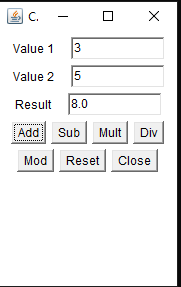 C.
Value 1 3
Value 2 5
Result 8.0
Add Sub Mult Div
Mod Reset Close